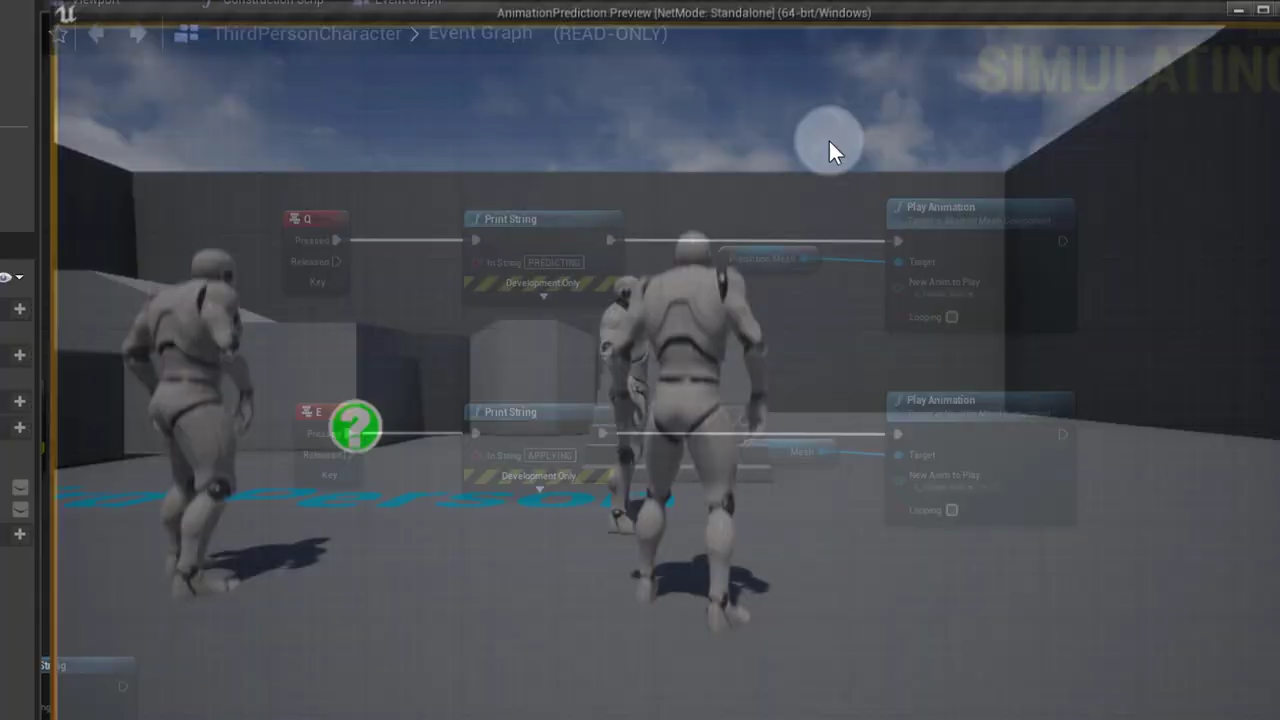 AnimationPrediction Preview [NetMode: Standalone] (64-bit/Windows)
ThirdPersonCharacter > Event Graph (READ-ONLY)
SIMULATING
Q
Pressed
Released
Key
Print String
In String PREDICTING
Development Only
Prediction Mesh
Play Animation
Target
New Anim to Play
Looping
E
Key
Print String
In String APPLYING
Development Only
Mesh
Play Animation
Target
New Anim to Play
Looping